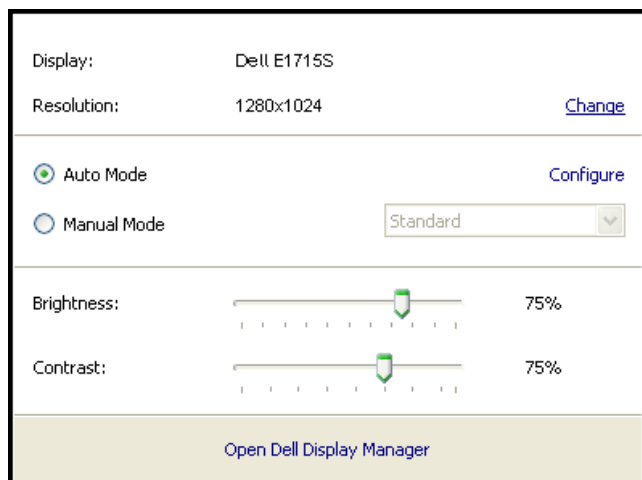 Display: Dell E1715S
Resolution: 1280x1024 Change
Auto Mode Configure
Manual Mode Standard
Brightness: 75%
Contrast: 75%
Open Dell Display Manager